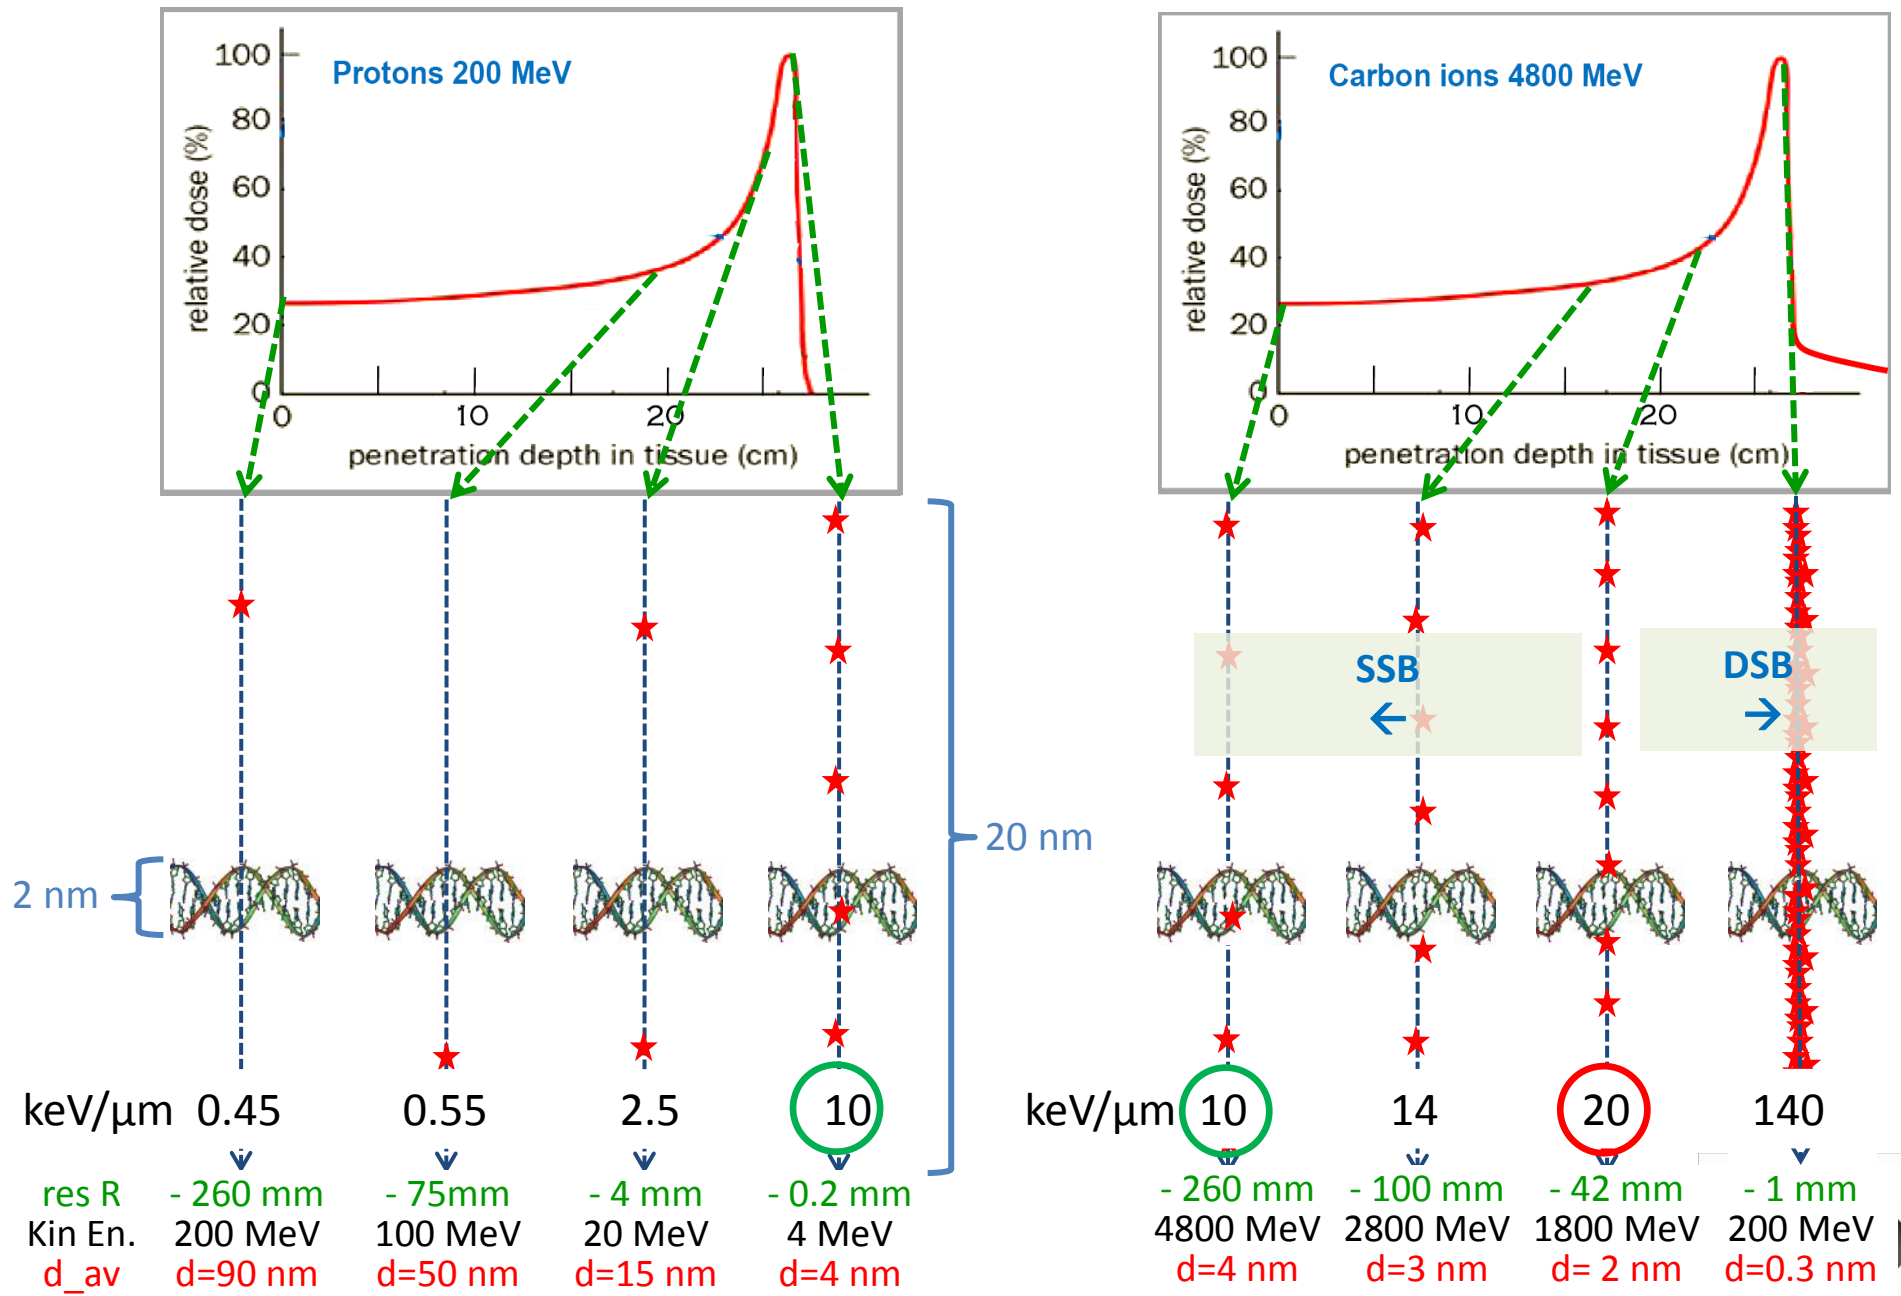 Protons 200 MeV
relative dose (%)
100
80
60
40
20
0
0 10 20
penetration depth in tissue (cm)
Carbon ions 4800 MeV
relative dose (%)
100
80
60
40
20
0
0 10 20
penetration depth in tissue (cm)
SSB
←
DSB
→
20 nm
2 nm
keV/μm 0.45 0.55 2.5 10
res R - 260 mm - 75mm - 4 mm - 0.2 mm
Kin En. 200 MeV 100 MeV 20 MeV 4 MeV
d_av d=90 nm d=50 nm d=15 nm d=4 nm
keV/μm 10 14 20 140
- 260 mm - 100 mm - 42 mm - 1 mm
4800 MeV 2800 MeV 1800 MeV 200 MeV
d=4 nm d=3 nm d= 2 nm d=0.3 nm